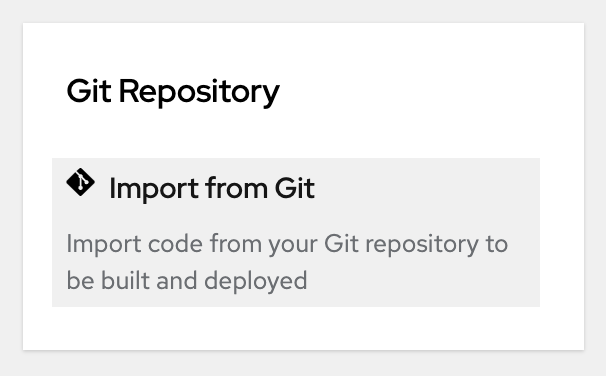 Git Repository
Import from Git
Import code from your Git repository to
be built and deployed